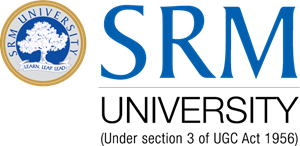 SRM UNIVERSITY
LEARN. LEAP. LEAD
SRM
UNIVERSITY
(Under section 3 of UGC Act 1956)